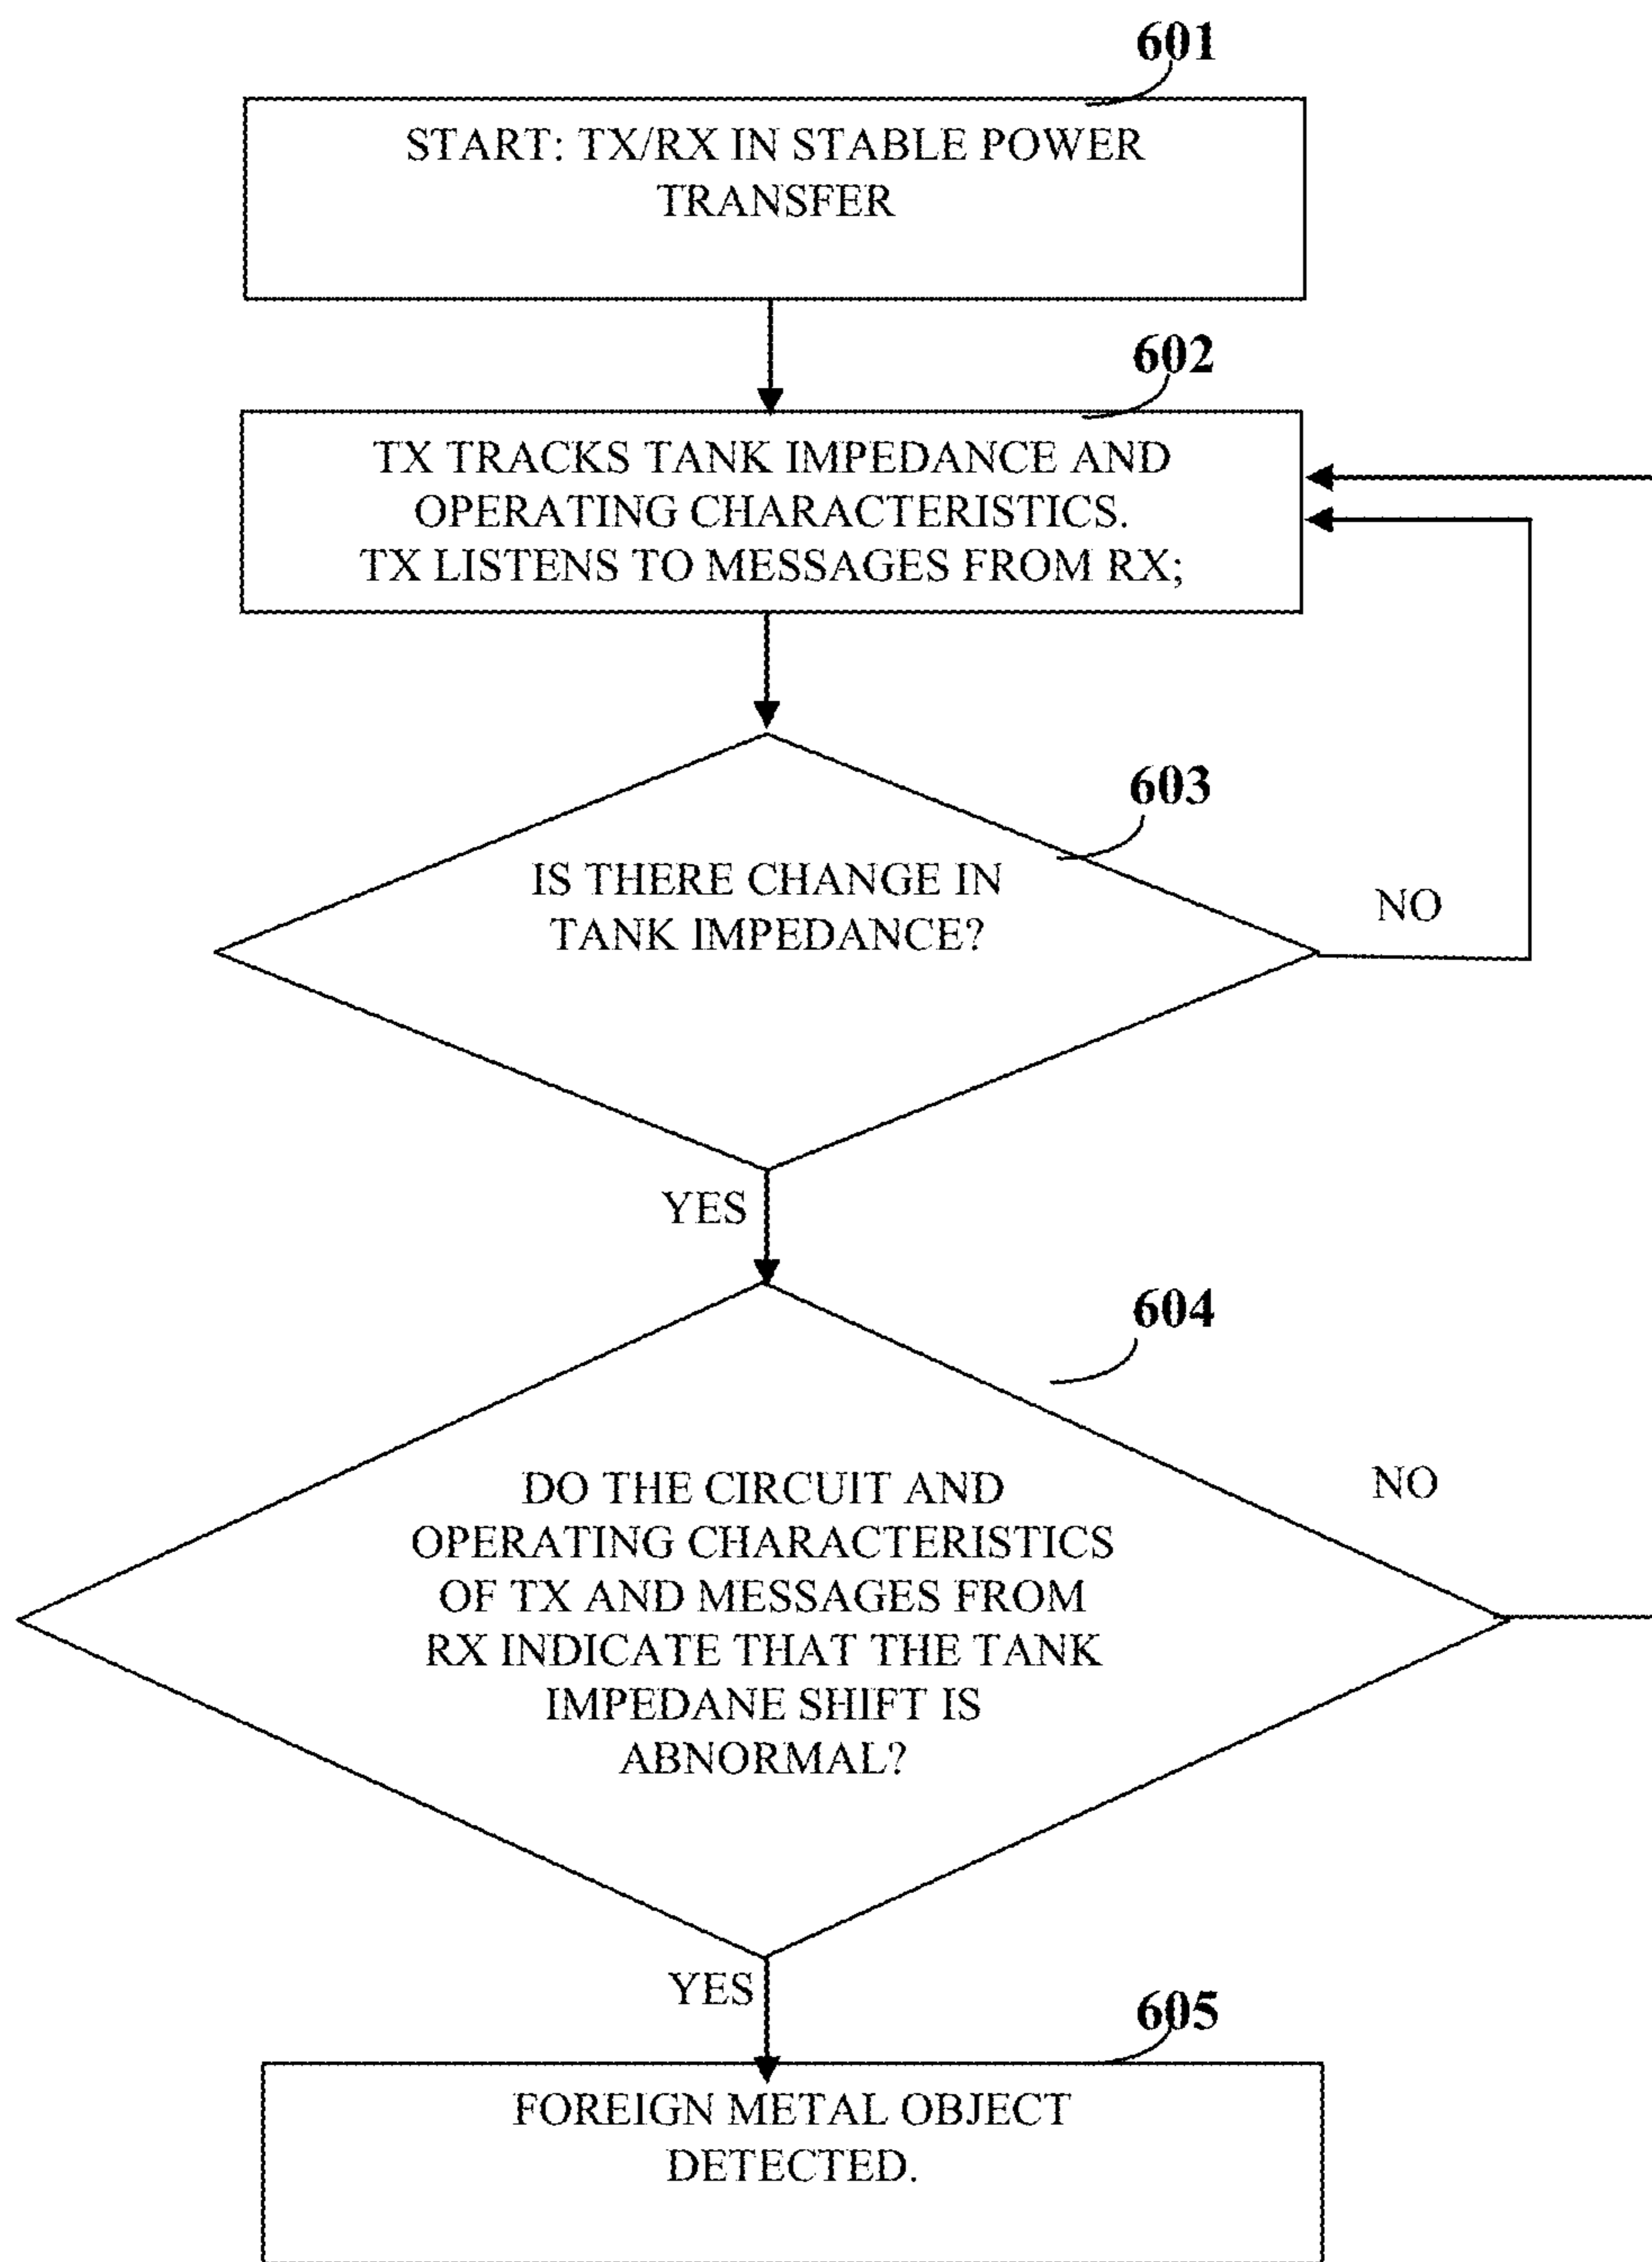 601
START: TX/RX IN STABLE POWER
TRANSFER
602
TX TRACKS TANK IMPEDANCE AND
OPERATING CHARACTERISTICS.
TX LISTENS TO MESSAGES FROM RX;
603
IS THERE CHANGE IN
TANK IMPEDANCE?
NO
YES
604
DO THE CIRCUIT AND
OPERATING CHARACTERISTICS
OF TX AND MESSAGES FROM
RX INDICATE THAT THE TANK
IMPEDANE SHIFT IS
ABNORMAL?
NO
YES
605
FOREIGN METAL OBJECT
DETECTED.